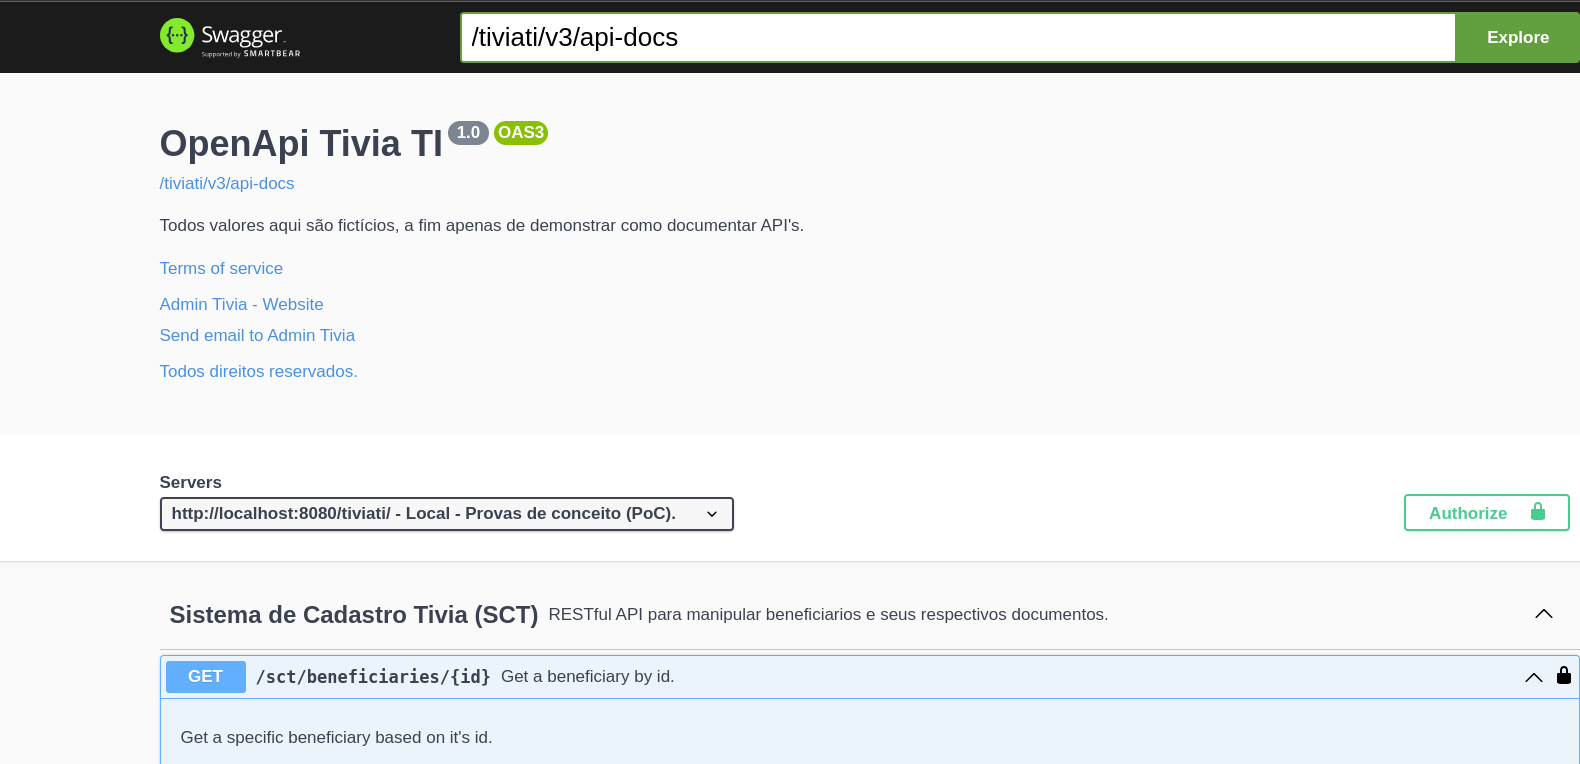 Swagger
Supported by SMARTBEAR
/tiviati/v3/api-docs
Explore
OpenApi Tivia TI 1.0 OAS3
/tiviati/v3/api-docs
Todos valores aqui são fictícios, a fim apenas de demonstrar como documentar API's.
Terms of service
Admin Tivia - Website
Send email to Admin Tivia
Todos direitos reservados.
Servers
http://localhost:8080/tiviati/ - Local - Provas de conceito (PoC).
Authorize
Sistema de Cadastro Tivia (SCT) RESTful API para manipular beneficiarios e seus respectivos documentos.
GET /sct/beneficiaries/{id} Get a beneficiary by id.
Get a specific beneficiary based on it's id.